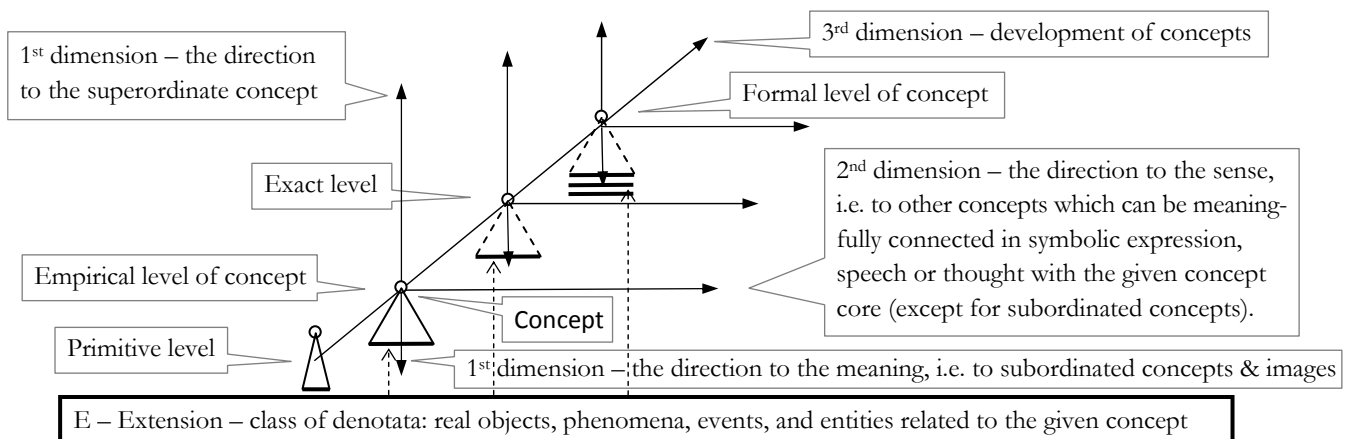 3rd dimension – development of concepts
1st dimension – the direction
to the superordinate concept
Formal level of concept
Exact level
2nd dimension – the direction to the sense,
i.e. to other concepts which can be meaning-
fully connected in symbolic expression,
speech or thought with the given concept
core (except for subordinated concepts).
Empirical level of concept
Concept
Primitive level
1st dimension – the direction to the meaning, i.e. to subordinated concepts & images
E – Extension – class of denotata: real objects, phenomena, events, and entities related to the given concept